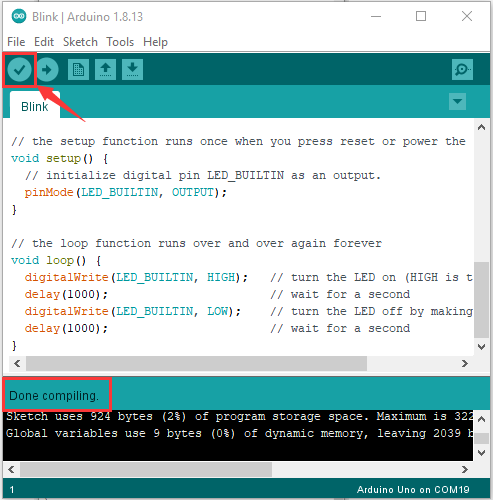 Blink | Arduino 1.8.13
File Edit Sketch Tools Help
Blink
// the setup function runs once when you press reset or power the
void setup() {
// initialize digital pin LED_BUILTIN as an output.
pinMode(LED_BUILTIN, OUTPUT);
}
// the loop function runs over and over again forever
void loop() {
digitalWrite(LED_BUILTIN, HIGH); // turn the LED on (HIGH is t
delay(1000); // wait for a second
digitalWrite(LED_BUILTIN, LOW); // turn the LED off by making
delay(1000); // wait for a second
}
Done compiling.
Sketch uses 924 bytes (2%) of program storage space. Maximum is 322
Global variables use 9 bytes (0%) of dynamic memory, leaving 2039 b
1 Arduino Uno on COM19